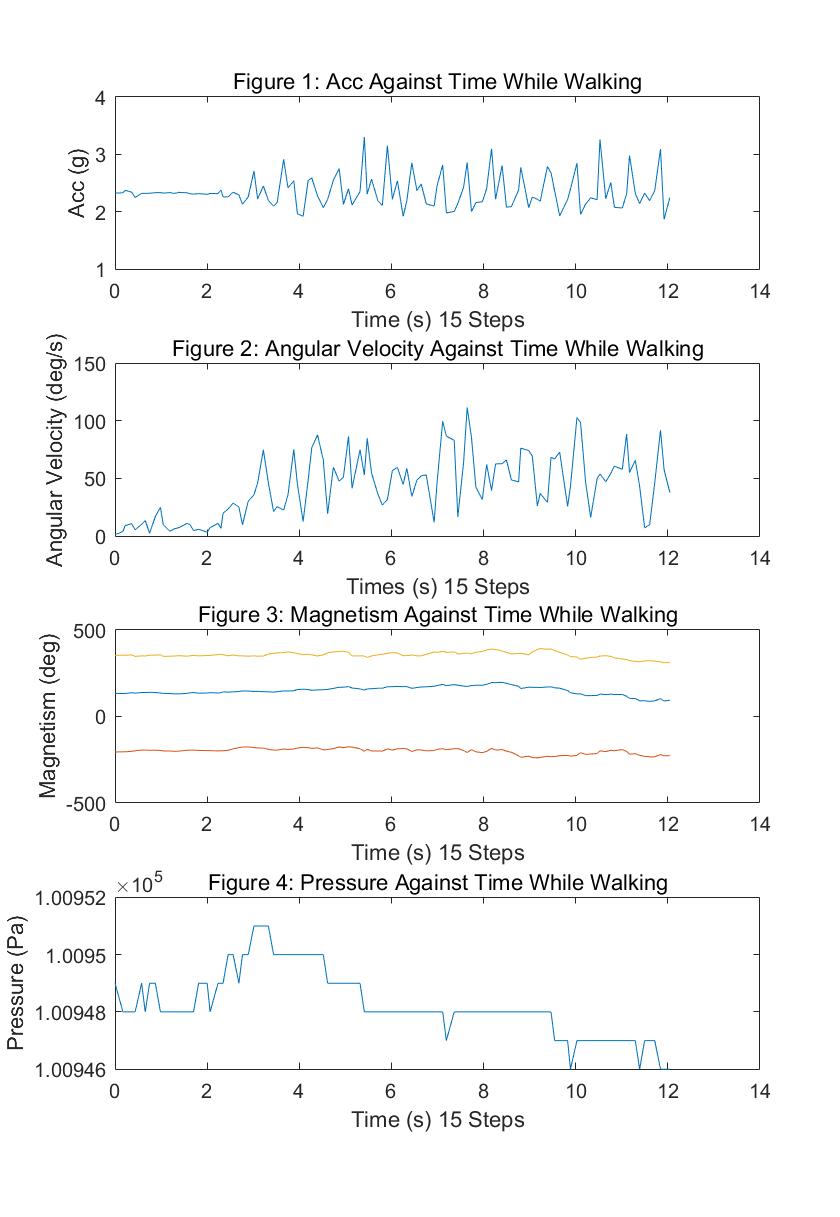 Figure 1: Acc Against Time While Walking
4
3
2
1
Acc (g)
0 2 4 6 8 10 12 14
Time (s) 15 Steps
Figure 2: Angular Velocity Against Time While Walking
150
100
50
0
Angular Velocity (deg/s)
0 2 4 6 8 10 12 14
Times (s) 15 Steps
Figure 3: Magnetism Against Time While Walking
500
0
-500
Magnetism (deg)
0 2 4 6 8 10 12 14
Time (s) 15 Steps
×10⁵
Figure 4: Pressure Against Time While Walking
1.00952
1.0095
1.00948
1.00946
Pressure (Pa)
0 2 4 6 8 10 12 14
Time (s) 15 Steps